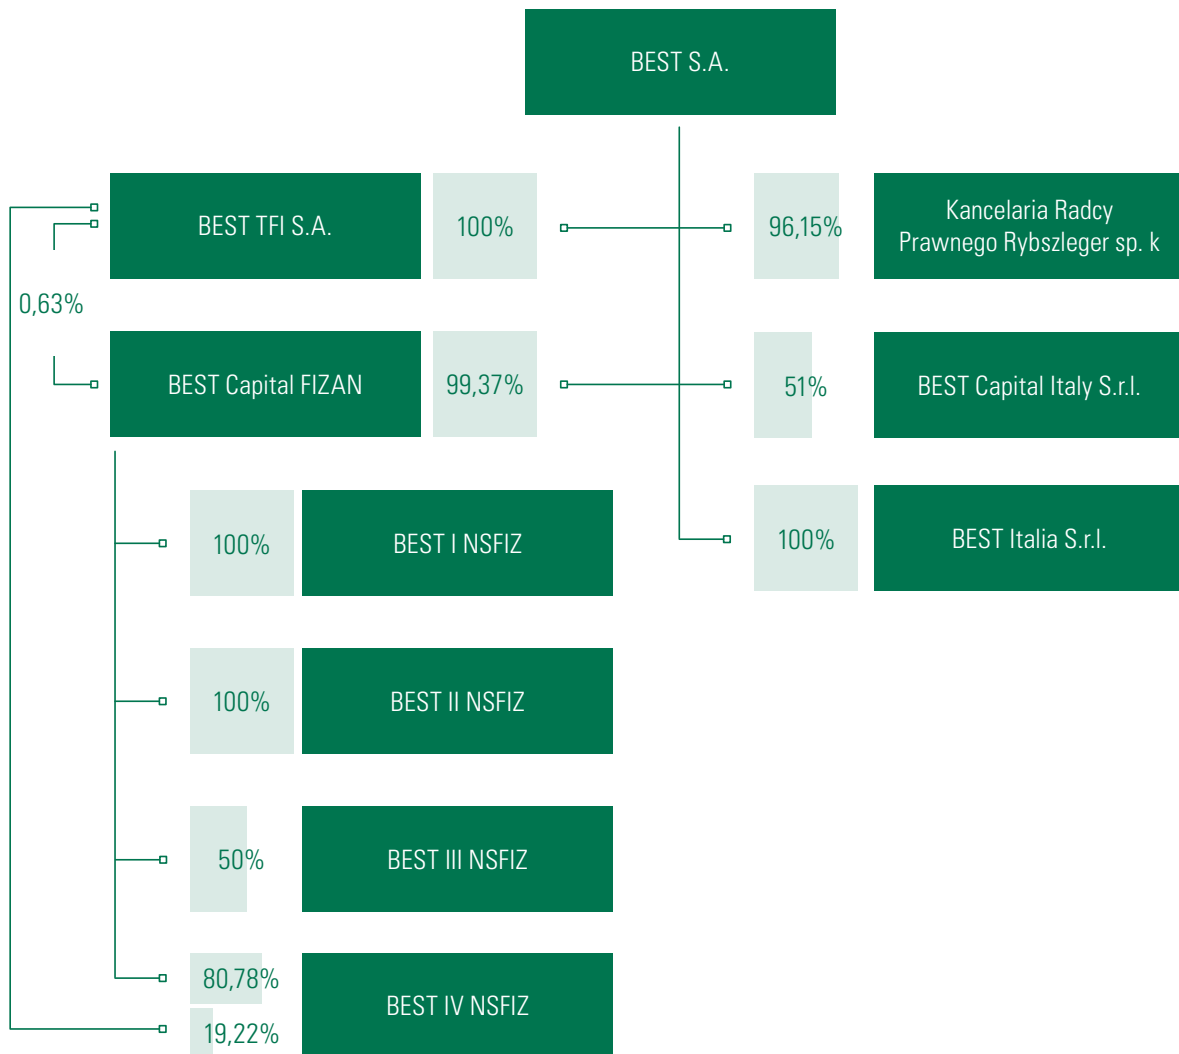 BEST S.A.
BEST TFI S.A.
100%
96,15%
Kancelaria Radcy
Prawnego Rybszleger sp. k
0,63%
BEST Capital FIZAN
99,37%
51%
BEST Capital Italy S.r.l.
100%
BEST I NSFIZ
100%
BEST Italia S.r.l.
100%
BEST II NSFIZ
50%
BEST III NSFIZ
80,78%
BEST IV NSFIZ
19,22%